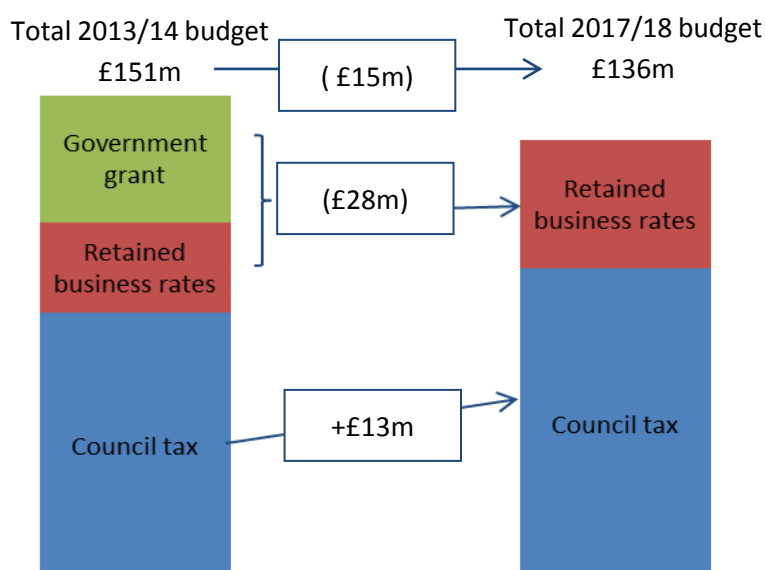 Total 2013/14 budget
£151m
( £15m)
Total 2017/18 budget
£136m
Government
grant
(£28m)
Retained
business rates
Retained
business rates
+£13m
Council tax
Council tax